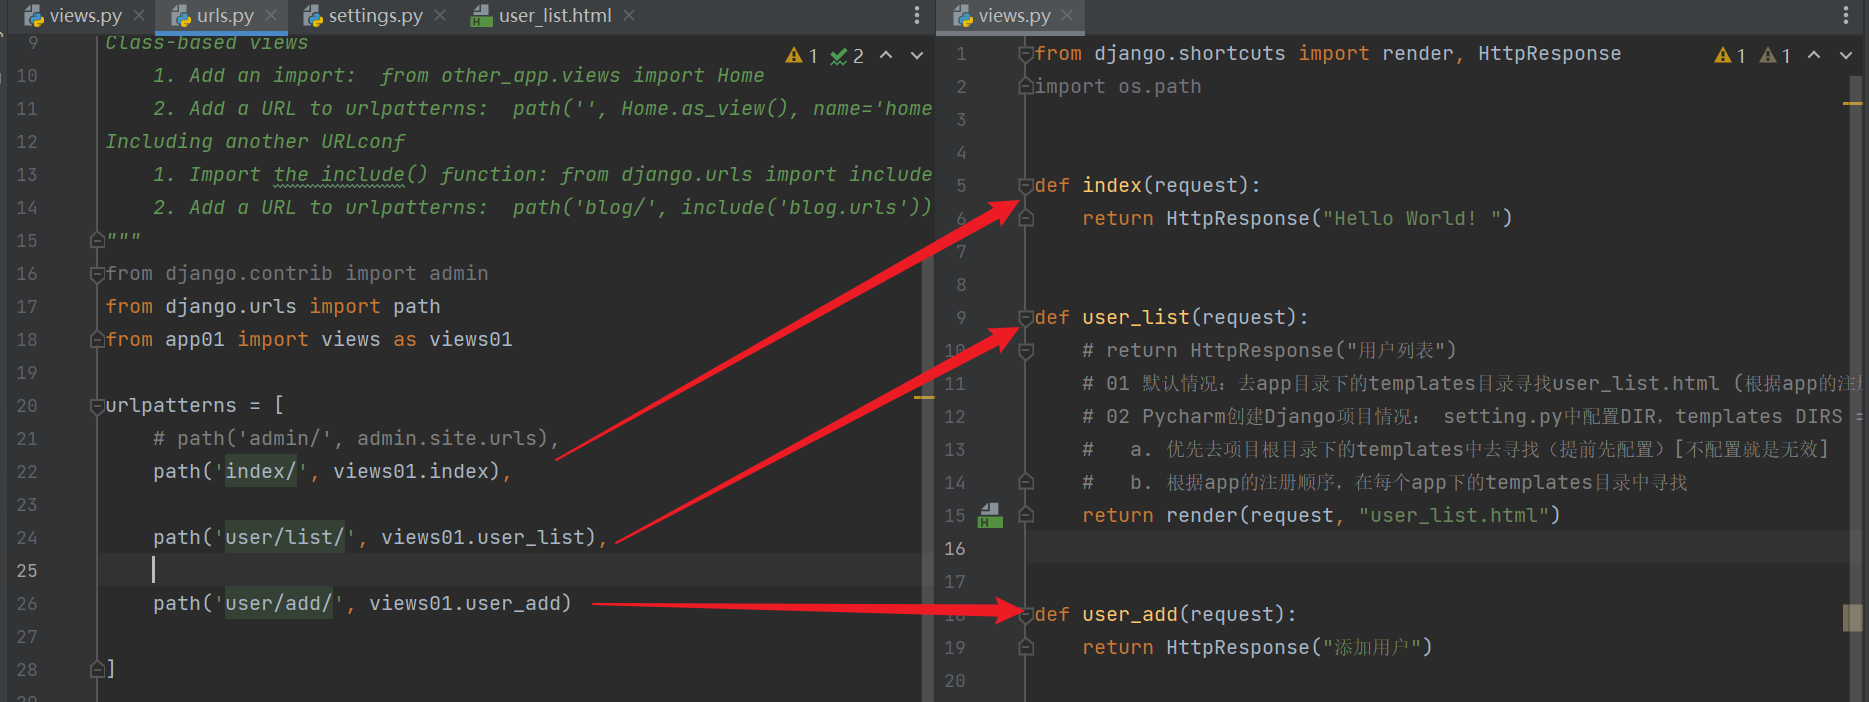 views.py
urls.py
settings.py
user_list.html
1 2
9 Class-based views
10 1. Add an import:  from other_app.views import Home
11 2. Add a URL to urlpatterns:  path('', Home.as_view(), name='home
12 Including another URLconf
13 1. Import the include() function: from django.urls import include
14 2. Add a URL to urlpatterns:  path('blog/', include('blog.urls'))
15 """
16 from django.contrib import admin
17 from django.urls import path
18 from app01 import views as views01
19
20 urlpatterns = [
21 # path('admin/', admin.site.urls),
22 path('index/', views01.index),
23
24 path('user/list/', views01.user_list),
25
26 path('user/add/', views01.user_add)
27
28 ]
29
views.py
1 1
1 from django.shortcuts import render, HttpResponse
2 import os.path
3
4
5 def index(request):
6 return HttpResponse("Hello World! ")
7
8
9 def user_list(request):
10 # return HttpResponse("用户列表")
11 # 01 默认情况：去app目录下的templates目录寻找user_list.html (根据app的注册
12 # 02 Pycharm创建Django项目情况： setting.py中配置DIR，templates DIRS =
13 #   a. 优先去项目根目录下的templates中去寻找（提前先配置）[不配置就是无效]
14 #   b. 根据app的注册顺序，在每个app下的templates目录中寻找
15 return render(request, "user_list.html")
16
17
18 def user_add(request):
19 return HttpResponse("添加用户")
20